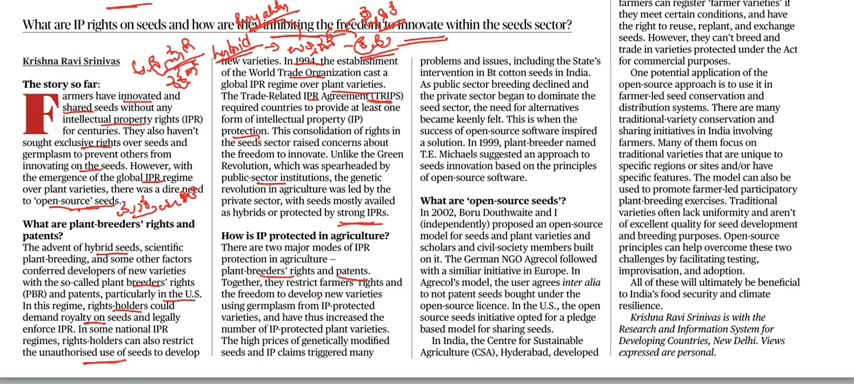 What are IP rights on seeds and how are they inhibiting the freedom to innovate within the seeds sector?
Krishna Ravi Srinivas
The story so far:
Farmers have innovated and
shared seeds without any
intellectual property rights (IPR)
for centuries. They also haven't
sought exclusive rights over seeds and
germplasm to prevent others from
innovating on the seeds. However, with
the emergence of the global IPR regime
over plant varieties, there was a dire need
to 'open-source' seeds.
What are plant-breeders' rights and
patents?
The advent of hybrid seeds, scientific
plant-breeding, and some other factors
conferred developers of new varieties
with the so-called plant breeders' rights
(PBR) and patents, particularly in the U.S.
In this regime, rights-holders could
demand royalty on seeds and legally
enforce IPR. In some national IPR
regimes, rights-holders can also restrict
the unauthorised use of seeds to develop
royalty
hybrid
new varieties. In 1994, the establishment
of the World Trade Organization cast a
global IPR regime over plant varieties.
The Trade-Related IPR Agreement (TRIPS)
required countries to provide at least one
form of intellectual property (IP)
protection. This consolidation of rights in
the seeds sector raised concerns about
the freedom to innovate. Unlike the Green
Revolution, which was spearheaded by
public-sector institutions, the genetic
revolution in agriculture was led by the
private sector, with seeds mostly availed
as hybrids or protected by strong IPRs.
How is IP protected in agriculture?
There are two major modes of IPR
protection in agriculture –
plant-breeders' rights and patents.
Together, they restrict farmers' rights and
the freedom to develop new varieties
using germplasm from IP-protected
varieties, and have thus increased the
number of IP-protected plant varieties.
The high prices of genetically modified
seeds and IP claims triggered many
problems and issues, including the State's
intervention in Bt cotton seeds in India.
As public sector breeding declined and
the private sector began to dominate the
seed sector, the need for alternatives
became keenly felt. This is when the
success of open-source software inspired
a solution. In 1999, plant-breeder named
T.E. Michaels suggested an approach to
seeds innovation based on the principles
of open-source software.
What are 'open-source seeds'?
In 2002, Boru Douthwaite and I
(independently) proposed an open-source
model for seeds and plant varieties and
scholars and civil-society members built
on it. The German NGO Agrecol followed
with a similiar initiative in Europe. In
Agrecol's model, the user agrees inter alia
to not patent seeds bought under the
open-source licence. In the U.S., the open
source seeds initiative opted for a pledge
based model for sharing seeds.
In India, the Centre for Sustainable
Agriculture (CSA), Hyderabad, developed
farmers can register 'farmer varieties' if
they meet certain conditions, and have
the right to reuse, replant, and exchange
seeds. However, they can't breed and
trade in varieties protected under the Act
for commercial purposes.
One potential application of the
open-source approach is to use it in
farmer-led seed conservation and
distribution systems. There are many
traditional-variety conservation and
sharing initiatives in India involving
farmers. Many of them focus on
traditional varieties that are unique to
specific regions or sites and/or have
specific features. The model can also be
used to promote farmer-led participatory
plant-breeding exercises. Traditional
varieties often lack uniformity and aren't
of excellent quality for seed development
and breeding purposes. Open-source
principles can help overcome these two
challenges by facilitating testing,
improvisation, and adoption.
All of these will ultimately be beneficial
to India's food security and climate
resilience.
Krishna Ravi Srinivas is with the
Research and Information System for
Developing Countries, New Delhi. Views
expressed are personal.